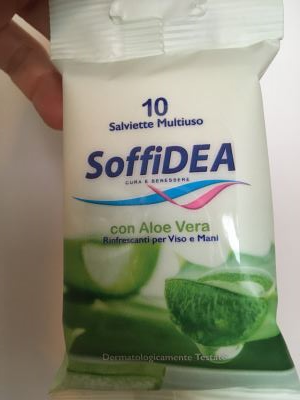 10
Salviette Multiuso
SoffiDEA
CURA E BENESSERE
con Aloe Vera
Rinfrescanti per Viso e Mani
Dermatologicamente Testate